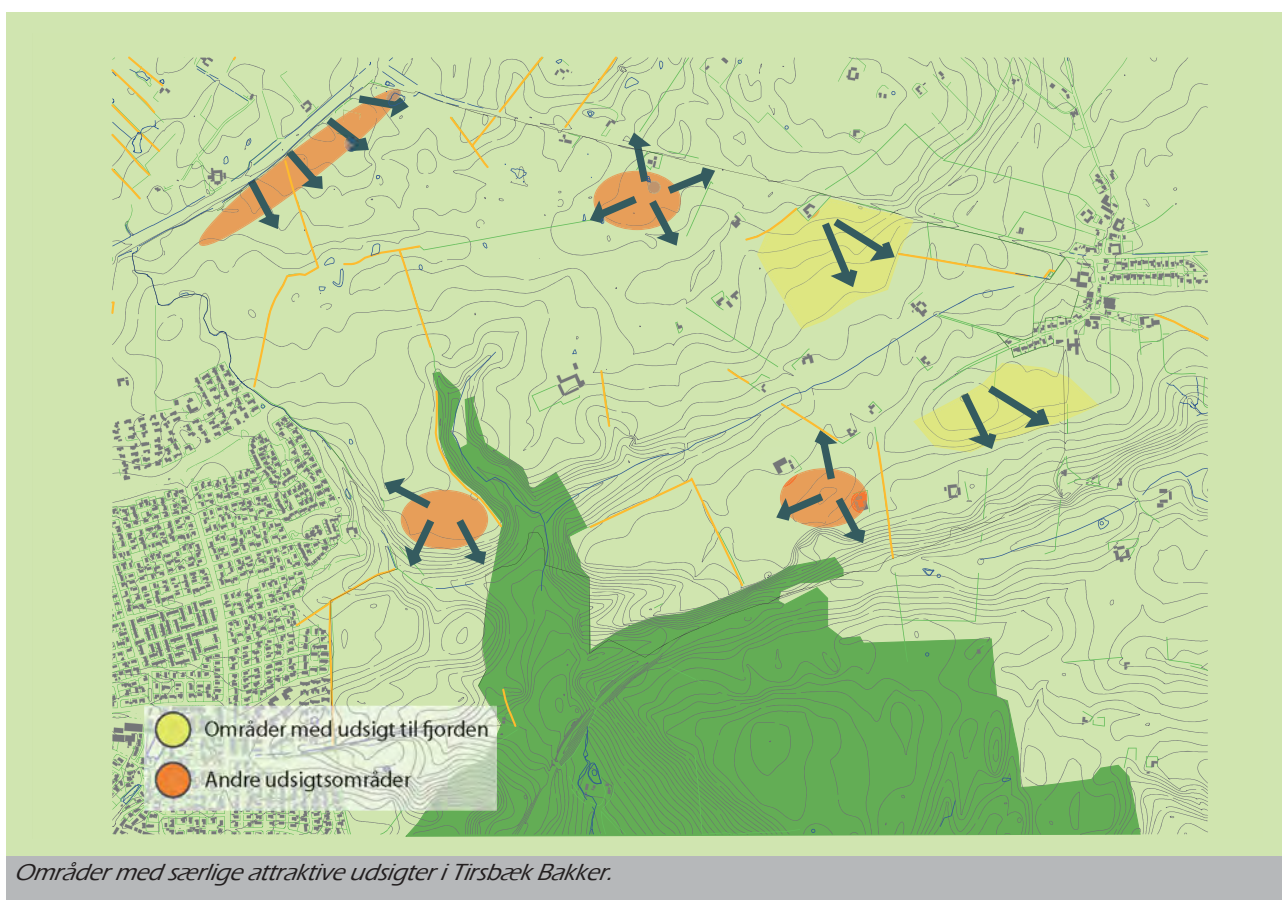 Områder med udsigt til fjorden
Andre udsigtsområder
Områder med særlige attraktive udsigter i Tirsbæk Bakker.